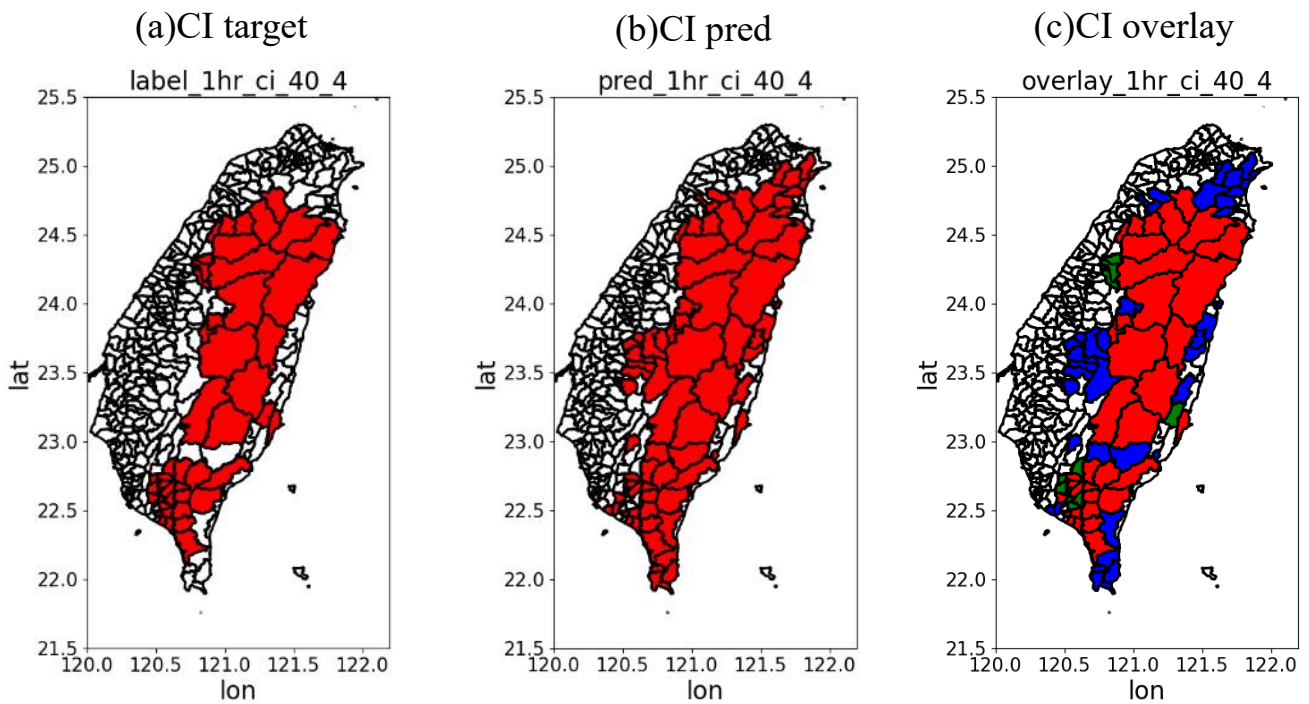 (a)CI target
(b)CI pred
(c)CI overlay
label_1hr_ci_40_4
pred_1hr_ci_40_4
overlay_1hr_ci_40_4
25.5
25.0
24.5
24.0
23.5
23.0
22.5
22.0
21.5
lat
120.0 120.5 121.0 121.5 122.0
lon
25.5
25.0
24.5
24.0
23.5
23.0
22.5
22.0
21.5
lat
120.0 120.5 121.0 121.5 122.0
lon
25.5
25.0
24.5
24.0
23.5
23.0
22.5
22.0
21.5
lat
120.0 120.5 121.0 121.5 122.0
lon